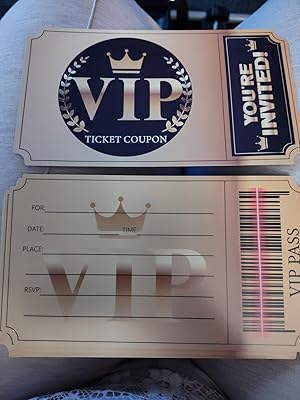 VIP
TICKET COUPON
YOU'RE
INVITED!
FOR:
DATE: TIME:
PLACE:
RSVP:
VIP
VIP PASS